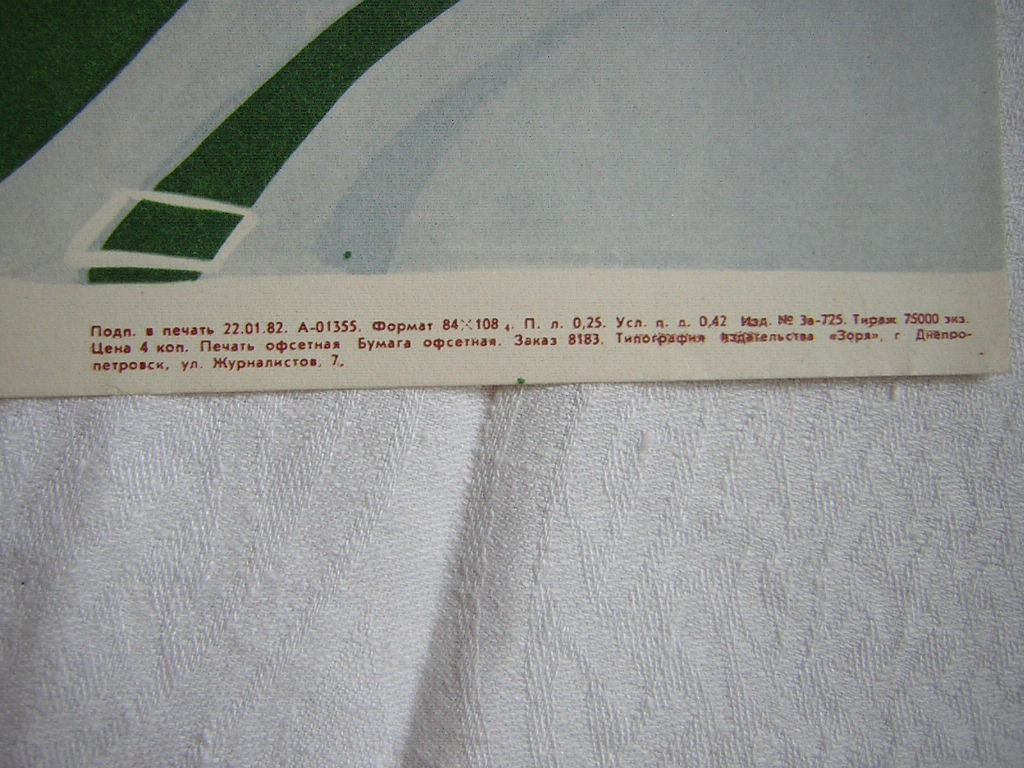 Подп. в печать 22.01.82. А-01355. Формат 84×108 4. П. л. 0,25. Усл. п. л. 0,42 Изд. № За-725. Тираж 75000 экз.
Цена 4 коп. Печать офсетная Бумага офсетная. Заказ 8183. Типография издательства «Зоря», г Днепро-
петровск, ул. Журналистов, 7.